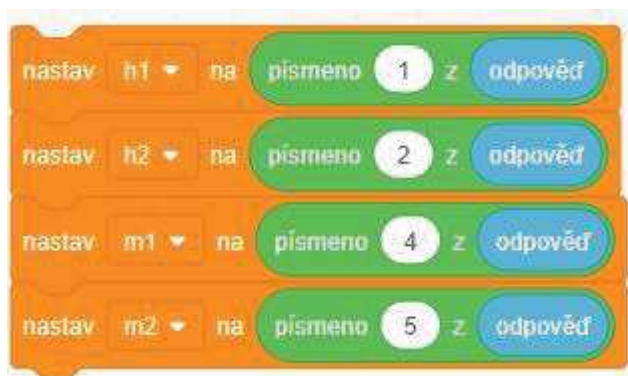 nastav h1 na písmeno 1 z odpověď
nastav h2 na písmeno 2 z odpověď
nastav m1 na písmeno 4 z odpověď
nastav m2 na písmeno 5 z odpověď